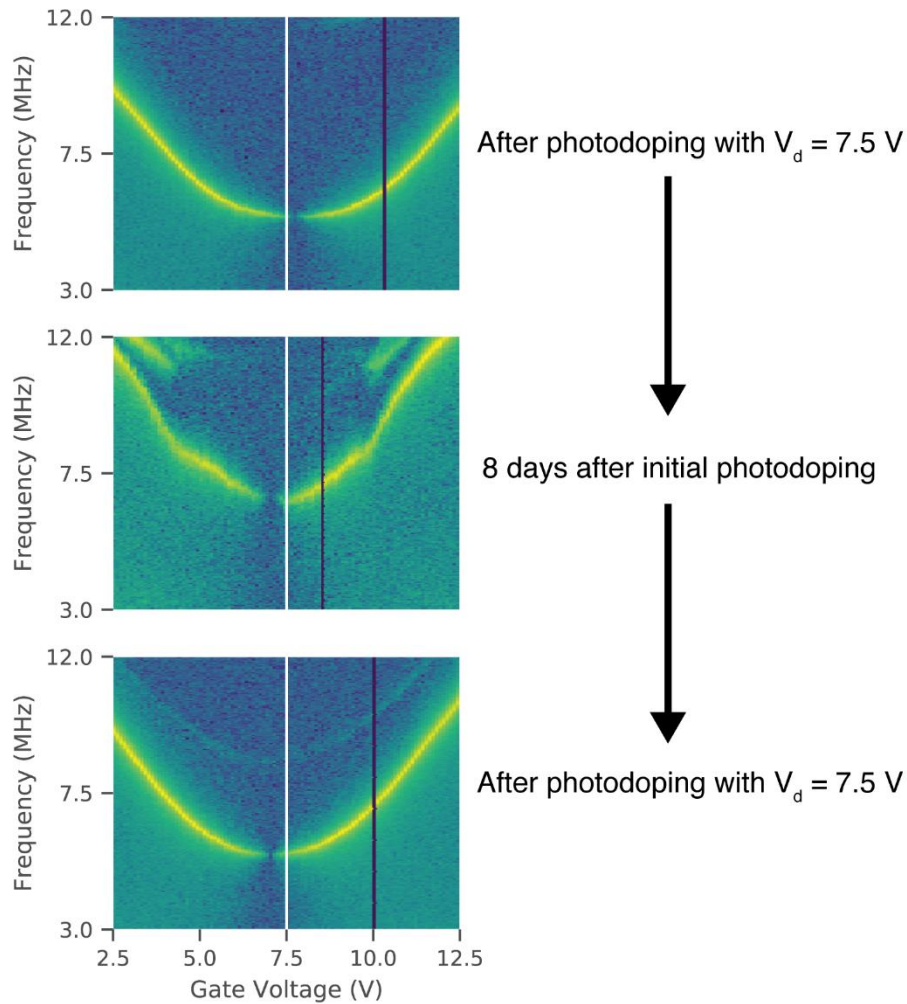 12.0
7.5
3.0
Frequency (MHz)
After photodoping with Vd = 7.5 V
12.0
7.5
3.0
Frequency (MHz)
8 days after initial photodoping
12.0
7.5
3.0
Frequency (MHz)
After photodoping with Vd = 7.5 V
2.5 5.0 7.5 10.0 12.5
Gate Voltage (V)